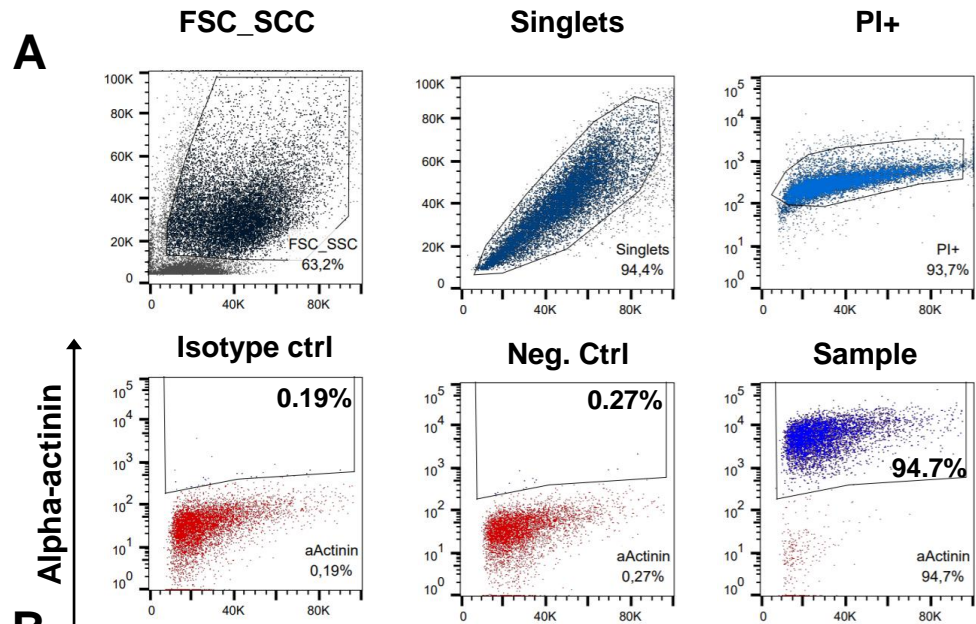 A
FSC_SCC
Singlets
PI+
100K
80K
60K
40K
20K
0
0 40K 80K
FSC_SSC
63,2%
100K
80K
60K
40K
20K
0
0 40K 80K
Singlets
94,4%
10^5
10^4
10^3
10^2
10^1
10^0
0 40K 80K
PI+
93,7%
Alpha-actinin
Isotype ctrl
Neg. Ctrl
Sample
10^5
10^4
10^3
10^2
10^1
10^0
0 40K 80K
0.19%
aActinin
0,19%
10^5
10^4
10^3
10^2
10^1
10^0
0 40K 80K
0.27%
aActinin
0,27%
10^5
10^4
10^3
10^2
10^1
10^0
0 40K 80K
94.7%
aActinin
94,7%
B